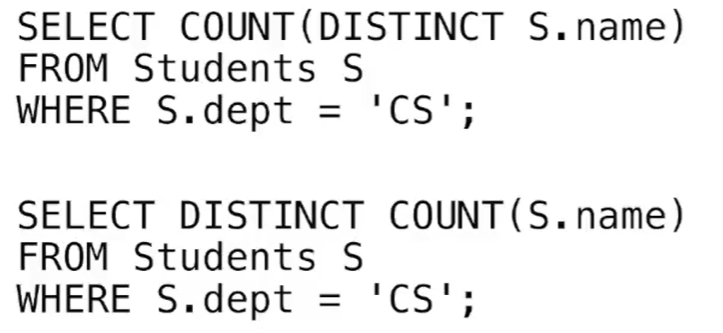 SELECT COUNT(DISTINCT S.name)
FROM Students S
WHERE S.dept = 'CS';
SELECT DISTINCT COUNT(S.name)
FROM Students S
WHERE S.dept = 'CS';